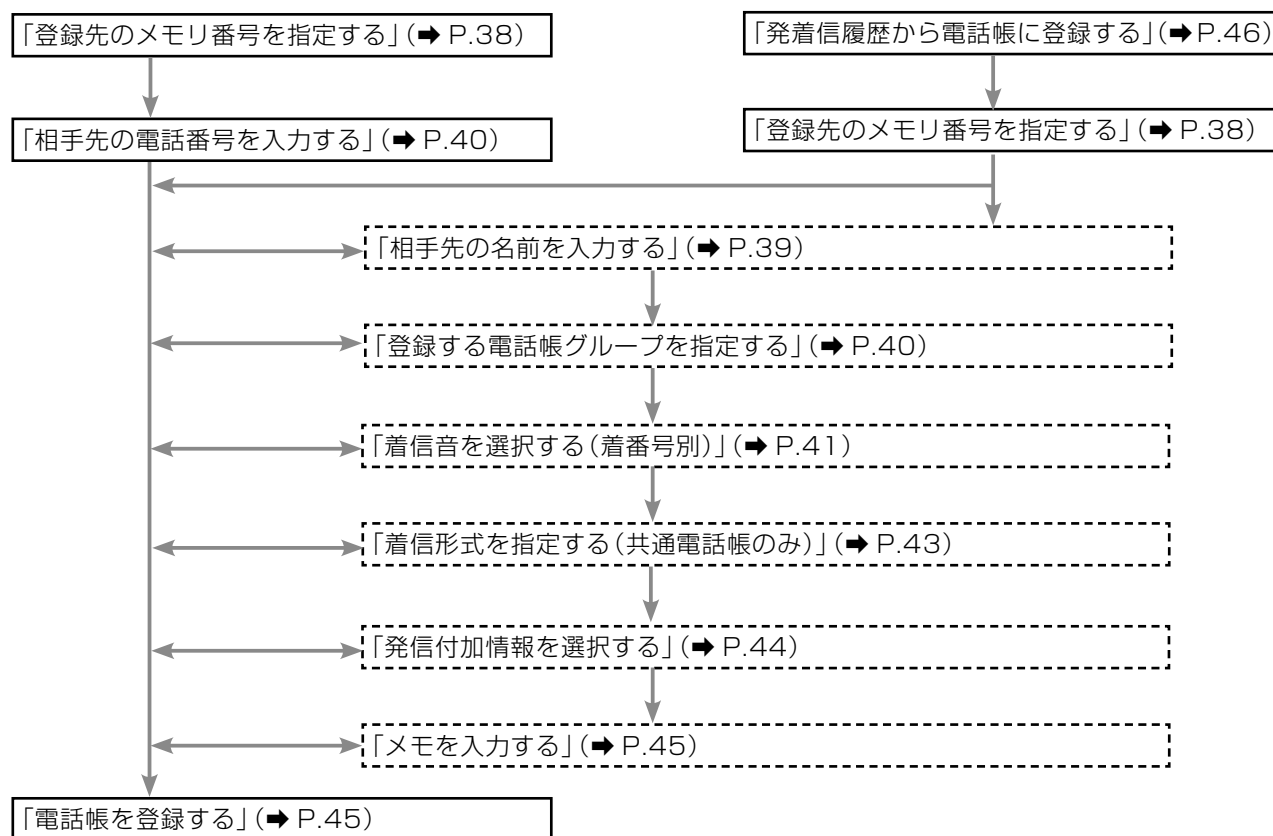 「登録先のメモリ番号を指定する」(➡ P.38)
「発着信履歴から電話帳に登録する」(➡P.46)
「相手先の電話番号を入力する」(➡ P.40)
「登録先のメモリ番号を指定する」(➡ P.38)
「相手先の名前を入力する」(➡ P.39)
「登録する電話帳グループを指定する」(➡ P.40)
「着信音を選択する(着番号別)」(➡ P.41)
「着信形式を指定する(共通電話帳のみ)」(➡ P.43)
「発信付加情報を選択する」(➡ P.44)
「メモを入力する」(➡ P.45)
「電話帳を登録する」(➡ P.45)